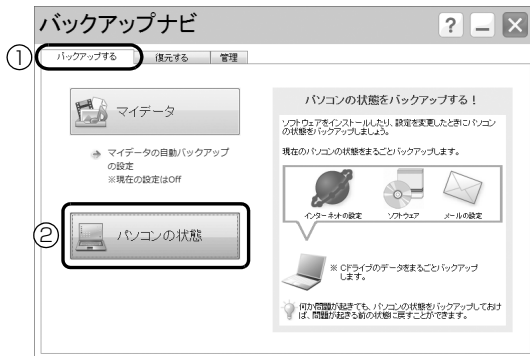 バックアップナビ
? – ×
① バックアップする 復元する 管理
マイデータ
マイデータの自動バックアップ
の設定
※現在の設定はOff
② パソコンの状態
パソコンの状態をバックアップする！
ソフトウェアをインストールしたり、設定を変更したときにパソコン
の状態をバックアップしましょう。
現在のパソコンの状態をまるごとバックアップします。
インターネットの設定 ソフトウェア メールの設定
※ Cドライブのデータをまるごとバックアップ
します。
何か問題が起きても、パソコンの状態をバックアップしておけ
ば、問題が起きる前の状態に戻すことができます。